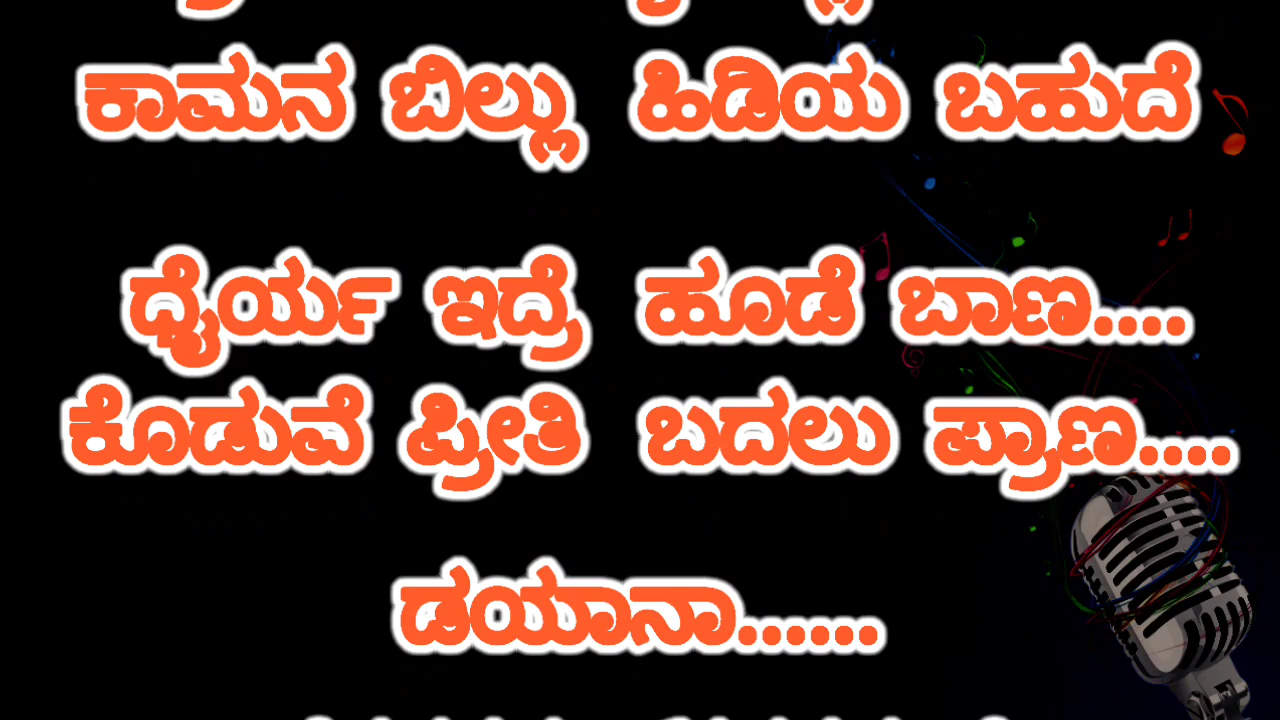 ಕಾಮನ ಬಿಲ್ಲು ಹಿಡಿಯ ಬಹುದೆ
ಧೈರ್ಯ ಇದ್ರೆ ಹೂಡೆ ಬಾಣ....
ಕೊಡುವೆ ಪ್ರೀತಿ ಬದಲು ಪ್ರಾಣ....
ಡಯಾನಾ......